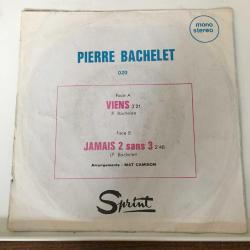 mono
stereo
PIERRE BACHELET
020
Face A
VIENS 3'21
P. Bachelet
Face B
JAMAIS 2 sans 3 2'48
(P. Bachelet)
Arrangements : MAT CAMISON
Sprint